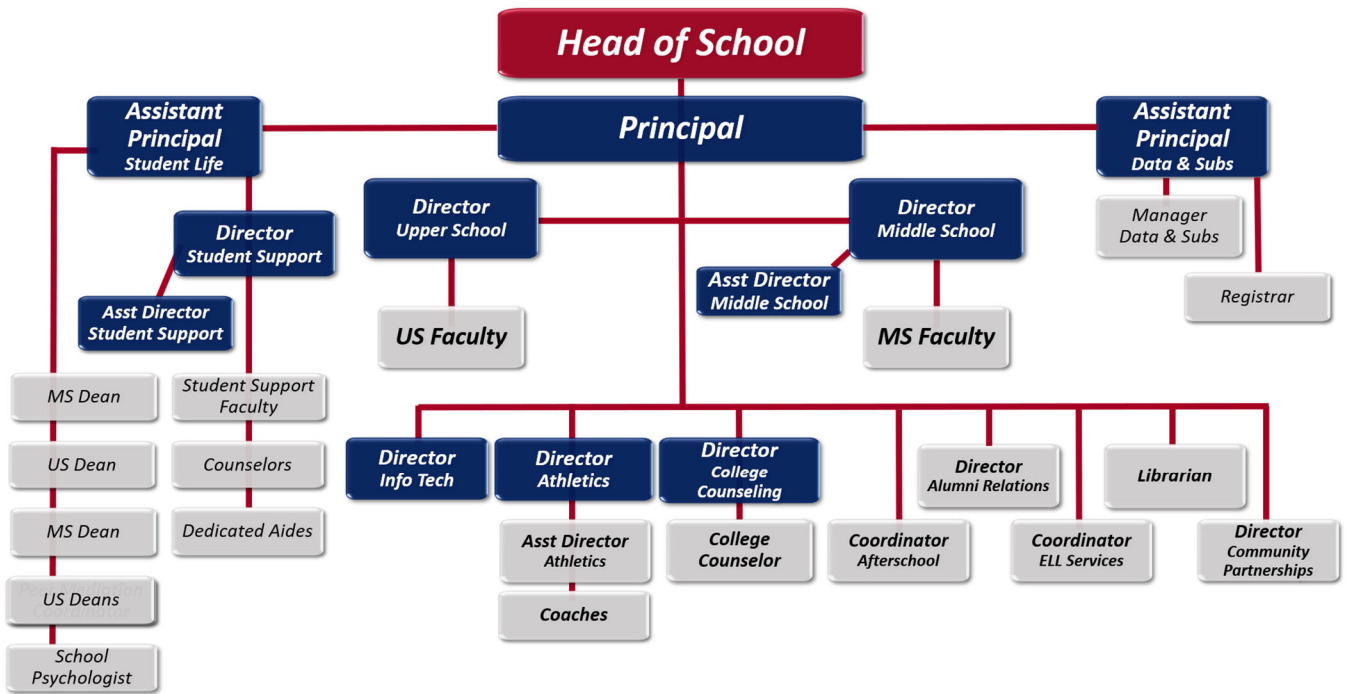 Head of School
Assistant
Principal
Student Life
Principal
Assistant
Principal
Data & Subs
Director
Upper School
Director
Middle School
Manager
Data & Subs
Director
Student Support
Asst Director
Middle School
Registrar
Asst Director
Student Support
US Faculty
MS Faculty
MS Dean
Student Support
Faculty
US Dean
Counselors
MS Dean
Dedicated Aides
US Deans
Peer Mediation
Coordinator
School
Psychologist
Director
Info Tech
Director
Athletics
Director
College
Counseling
Director
Alumni Relations
Librarian
Asst Director
Athletics
College
Counselor
Coordinator
Afterschool
Coordinator
ELL Services
Director
Community
Partnerships
Coaches